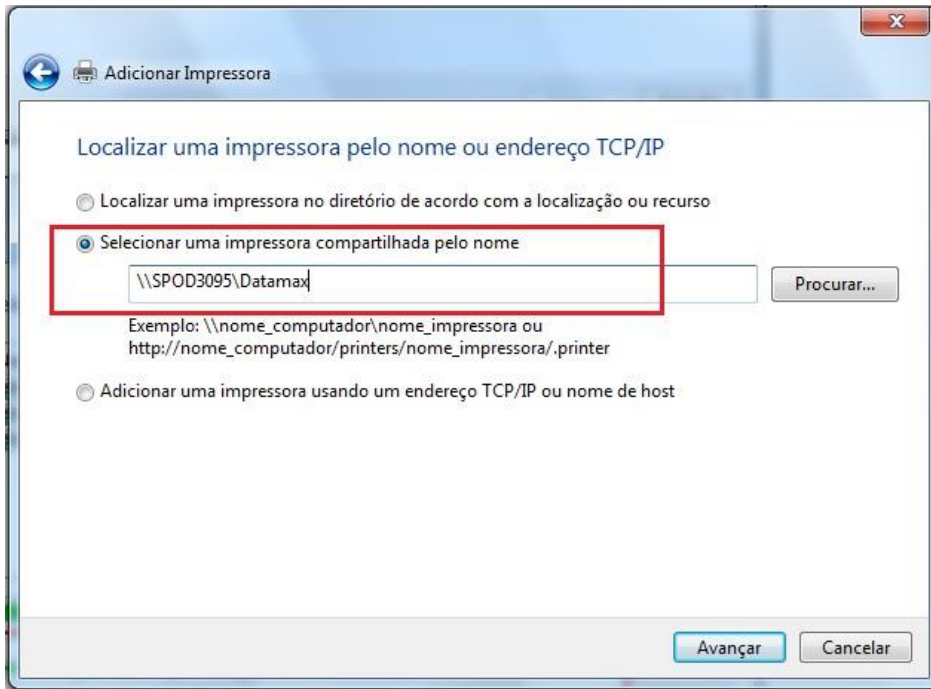 Adicionar Impressora
Localizar uma impressora pelo nome ou endereço TCP/IP
Localizar uma impressora no diretório de acordo com a localização ou recurso
Selecionar uma impressora compartilhada pelo nome
\\SPOD3095\Datamax
Procurar...
Exemplo: \\nome_computador\nome_impressora ou
http://nome_computador/printers/nome_impressora/.printer
Adicionar uma impressora usando um endereço TCP/IP ou nome de host
Avançar
Cancelar